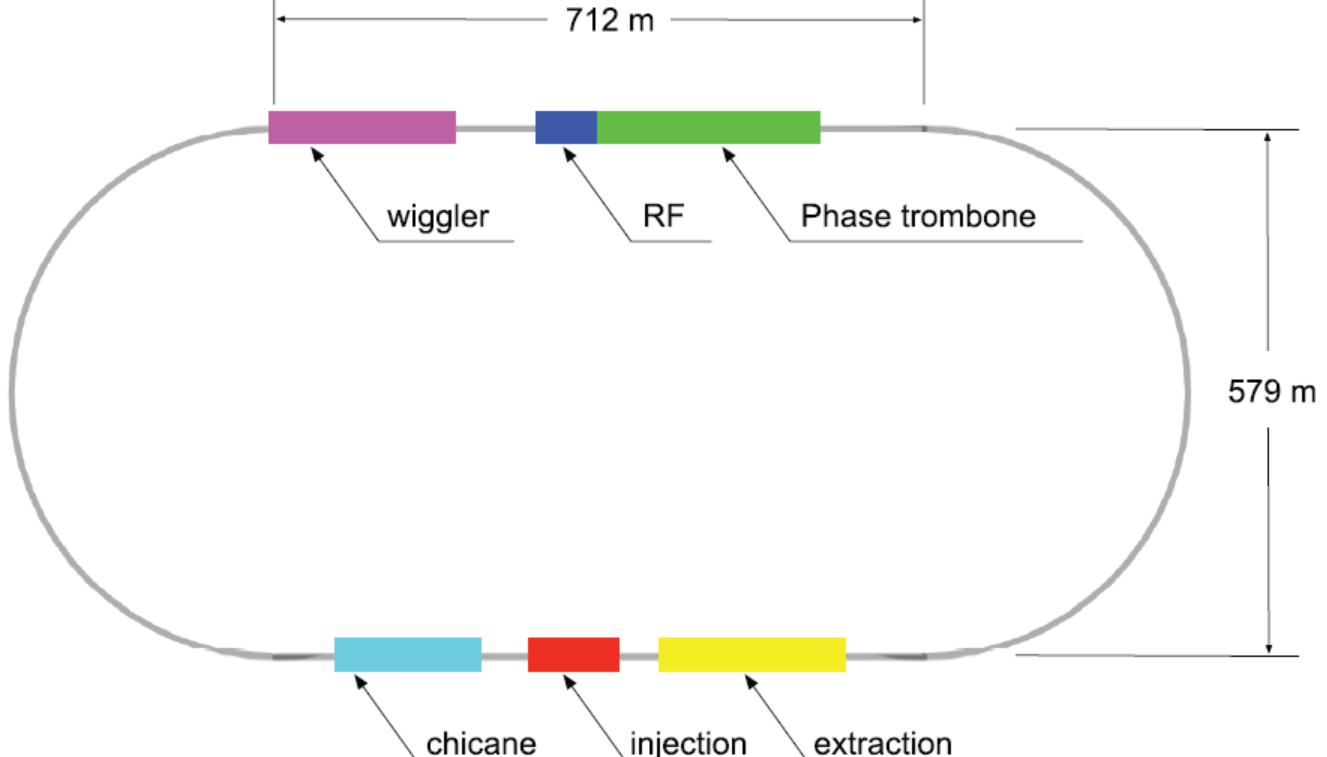 712 m
wiggler
RF
Phase trombone
579 m
chicane
injection
extraction